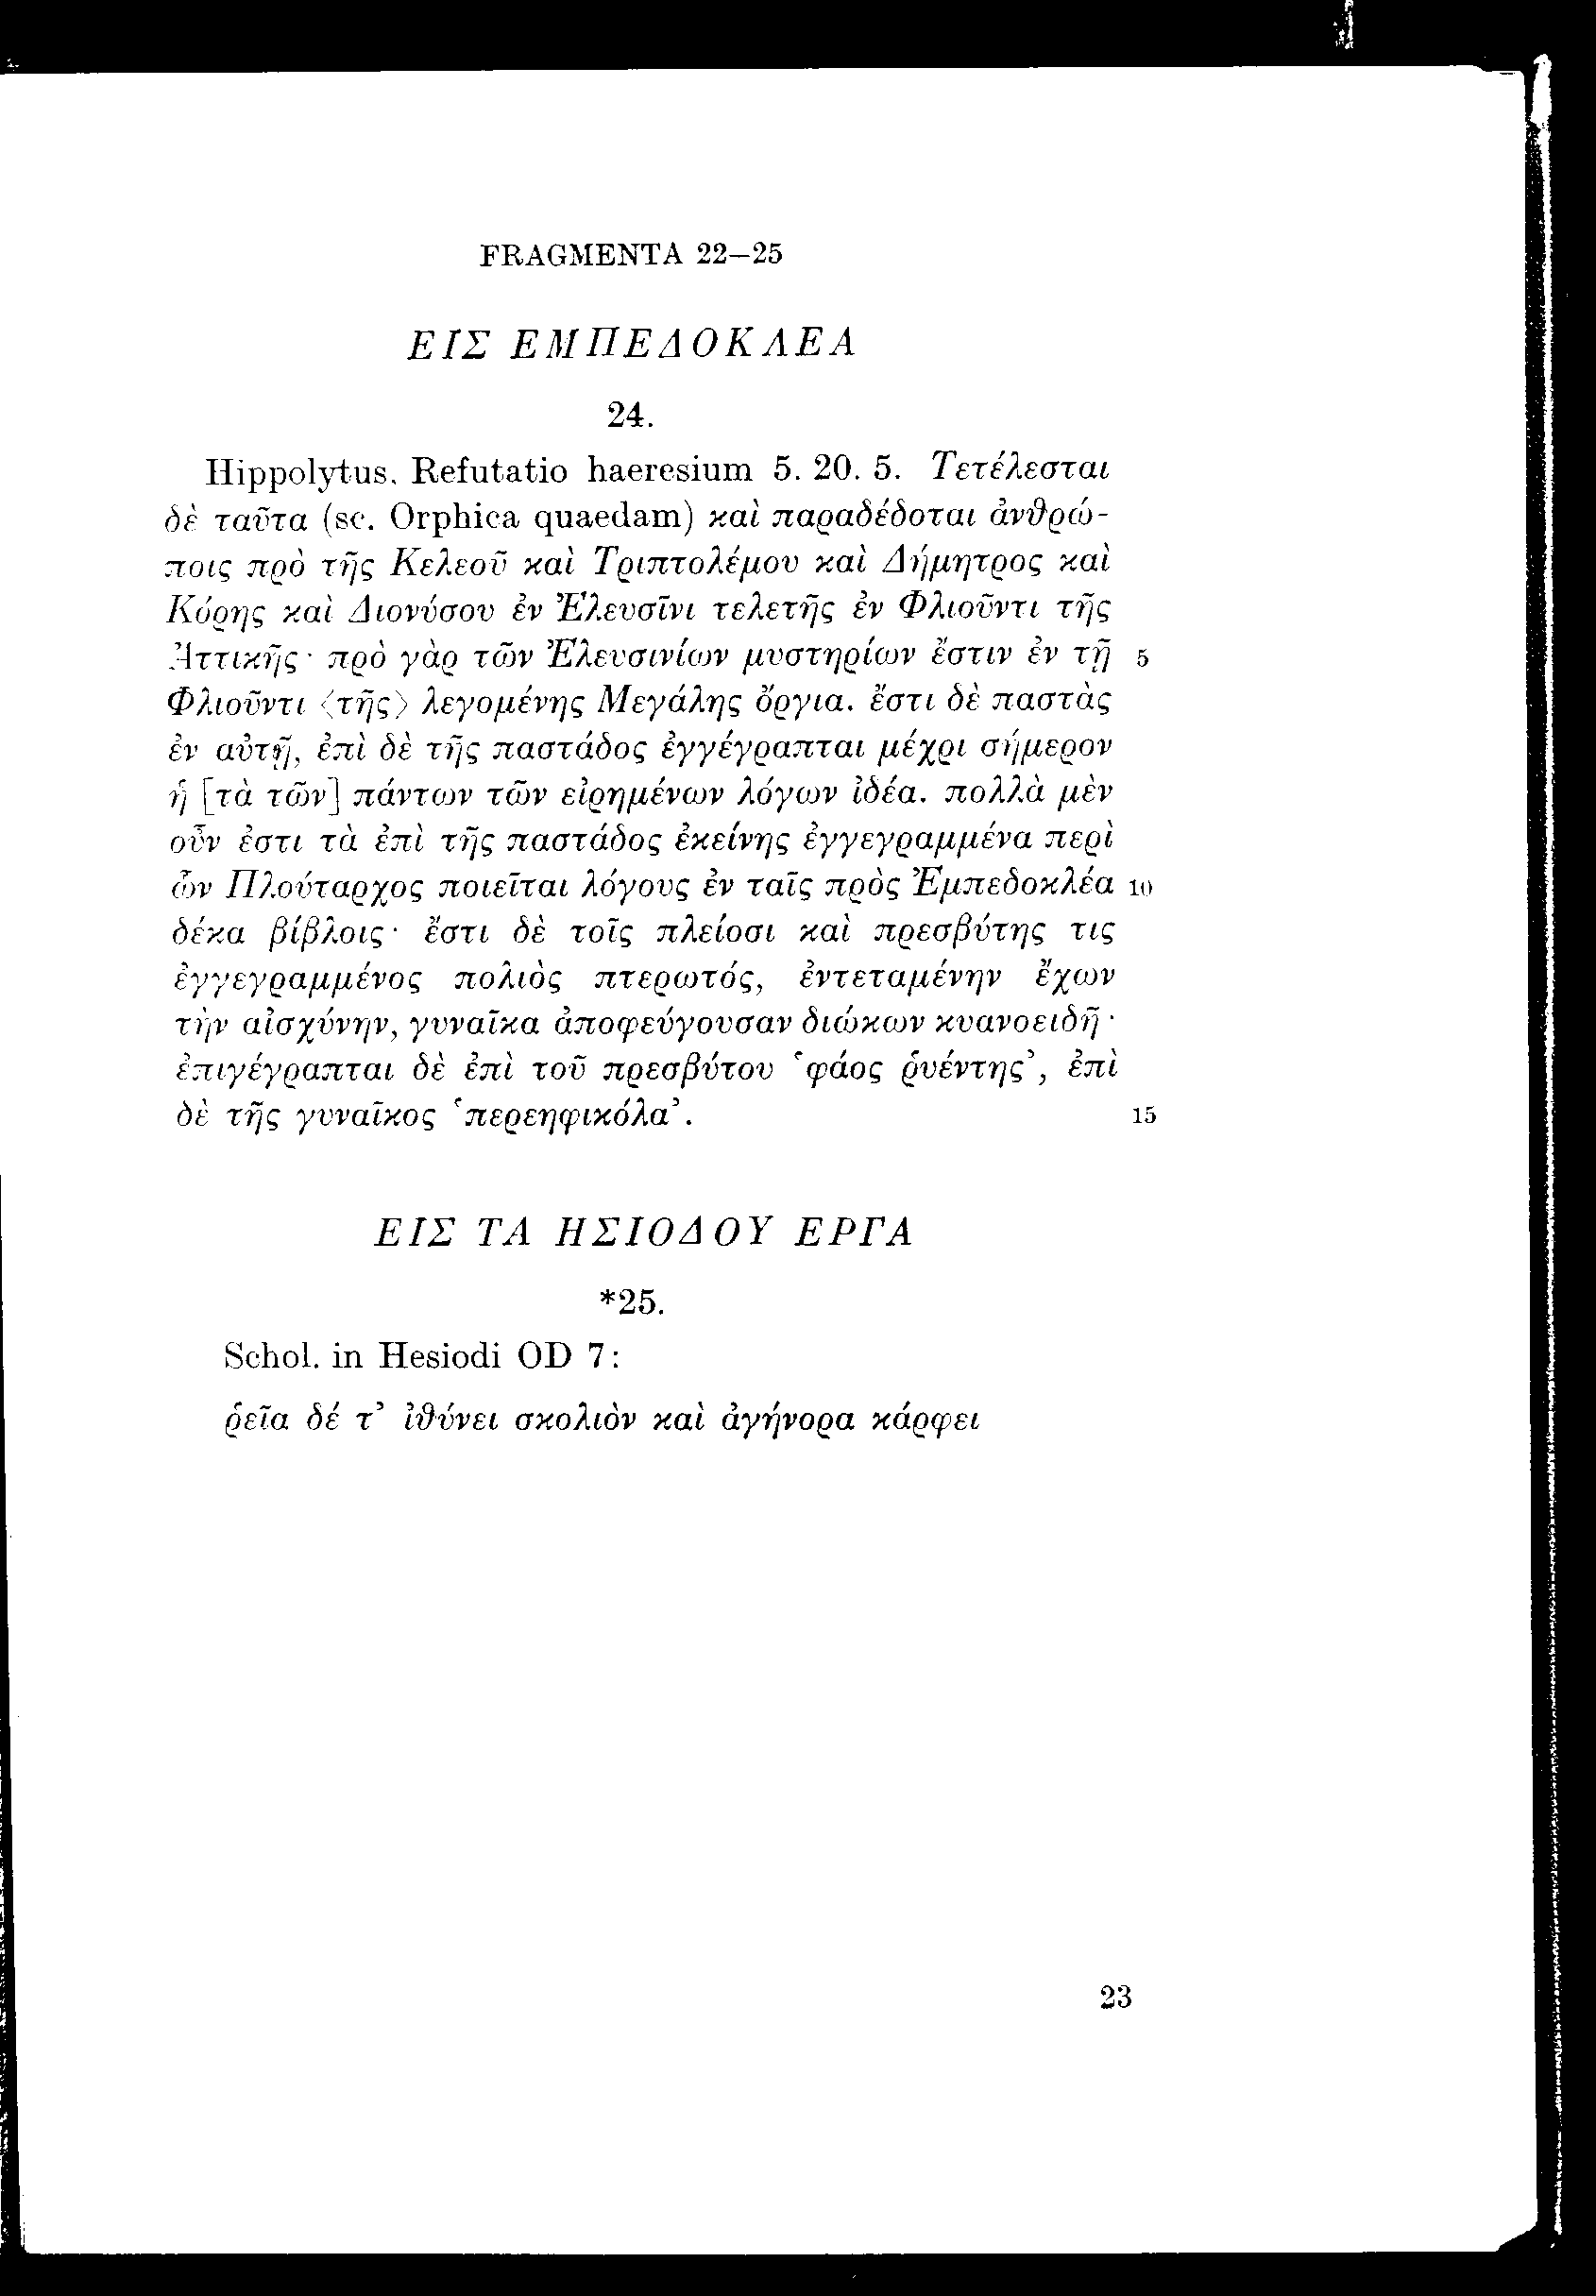 FRAGMENTA 22–25
ΕΙΣ ΕΜΠΕΔΟΚΛΕΑ
24.
Hippolytus. Refutatio haeresium 5. 20. 5. Τετέλεσται
δὲ ταῦτα (sc. Orphica quaedam) καὶ παραδέδοται ἀνθρώ-
ποις πρὸ τῆς Κελεοῦ καὶ Τριπτολέμου καὶ Δήμητρος καὶ
Κόρης καὶ Διονύσου ἐν Ἐλευσῖνι τελετῆς ἐν Φλιοῦντι τῆς
Ἀττικῆς· πρὸ γὰρ τῶν Ἐλευσινίων μυστηρίων ἔστιν ἐν τῇ 5
Φλιοῦντι ⟨τῆς⟩ λεγομένης Μεγάλης ὄργια. ἔστι δὲ παστὰς
ἐν αὐτῇ, ἐπὶ δὲ τῆς παστάδος ἐγγέγραπται μέχρι σήμερον
ἡ [τὰ τῶν] πάντων τῶν εἰρημένων λόγων ἰδέα. πολλὰ μὲν
οὖν ἐστι τὰ ἐπὶ τῆς παστάδος ἐκείνης ἐγγεγραμμένα περὶ
ὧν Πλούταρχος ποιεῖται λόγους ἐν ταῖς πρὸς Ἐμπεδοκλέα 10
δέκα βίβλοις· ἔστι δὲ τοῖς πλείοσι καὶ πρεσβύτης τις
ἐγγεγραμμένος πολιὸς πτερωτός, ἐντεταμένην ἔχων
τὴν αἰσχύνην, γυναῖκα ἀποφεύγουσαν διώκων κυανοειδῆ·
ἐπιγέγραπται δὲ ἐπὶ τοῦ πρεσβύτου ‘φάος ῥυέντης’, ἐπὶ
δὲ τῆς γυναῖκος ‘περεηφικόλα’. 15
ΕΙΣ ΤΑ ΗΣΙΟΔΟΥ ΕΡΓΑ
*25.
Schol. in Hesiodi OD 7:
ῥεῖα δέ τ’ ἰθύνει σκολιὸν καὶ ἀγήνορα κάρφει
23